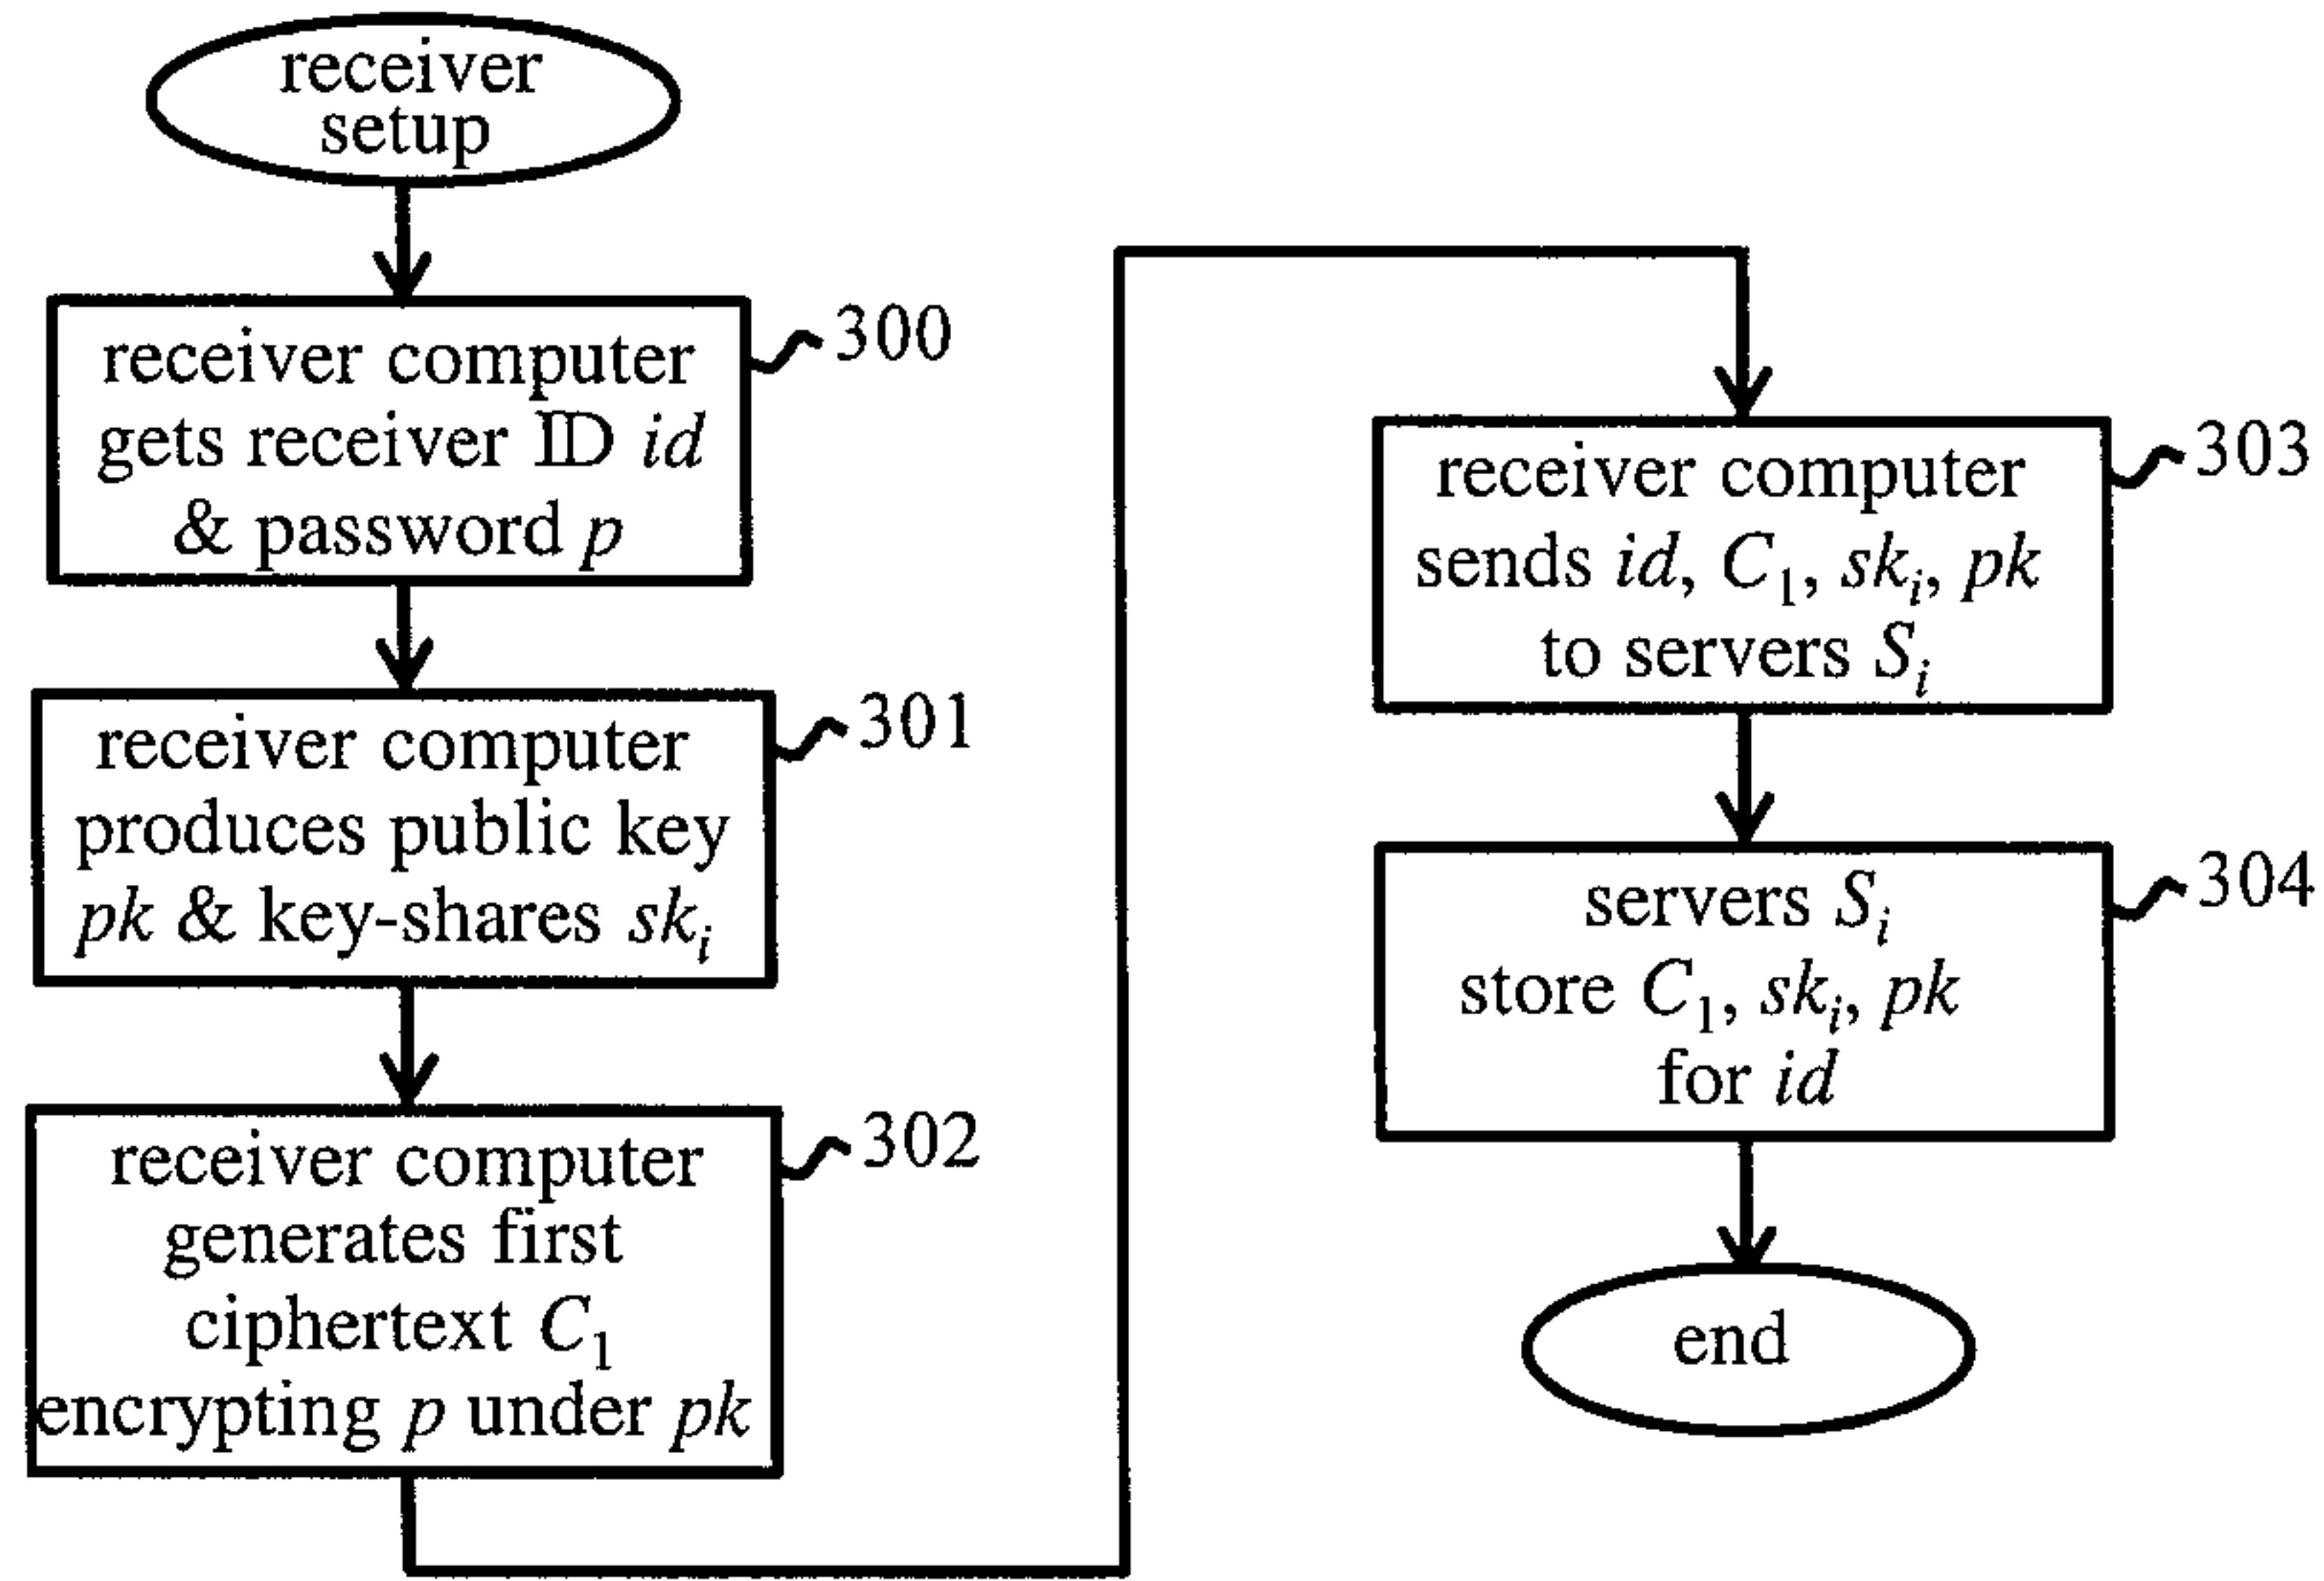 receiver
setup
receiver computer
gets receiver ID id
& password p
300
receiver computer
produces public key
pk & key-shares skᵢ
301
receiver computer
generates first
ciphertext C₁
encrypting p under pk
302
receiver computer
sends id, C₁, skᵢ, pk
to servers Sᵢ
303
servers Sᵢ
store C₁, skᵢ, pk
for id
304
end